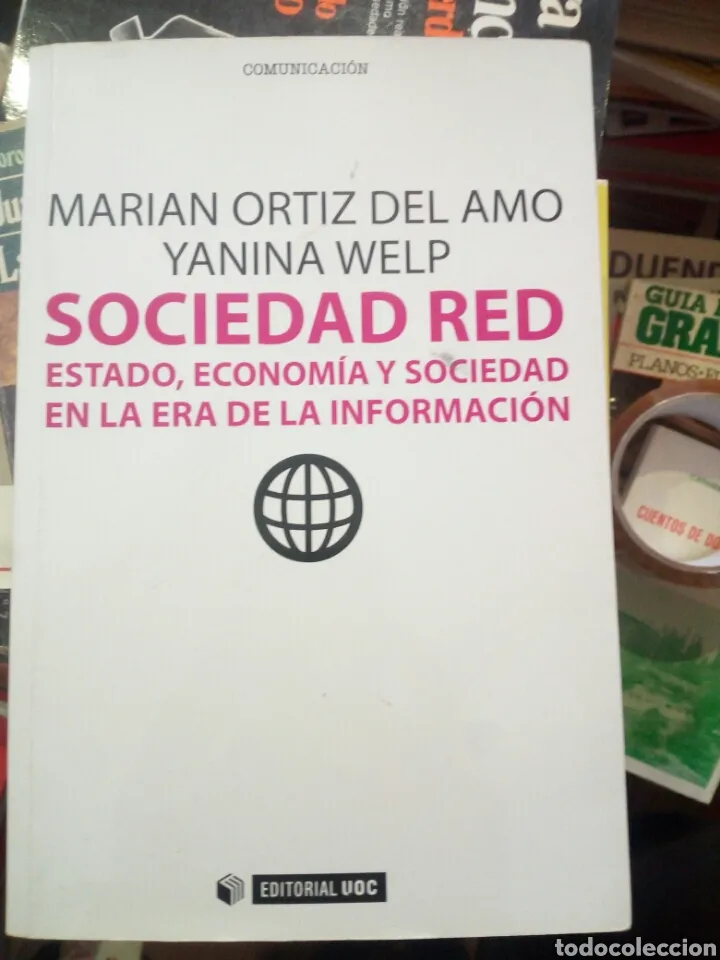 COMUNICACIÓN
MARIAN ORTIZ DEL AMO
YANINA WELP
SOCIEDAD RED
ESTADO, ECONOMÍA Y SOCIEDAD
EN LA ERA DE LA INFORMACIÓN
EDITORIAL UOC
GUIA
PLANOS
CUENTOS DE
todocoleccion